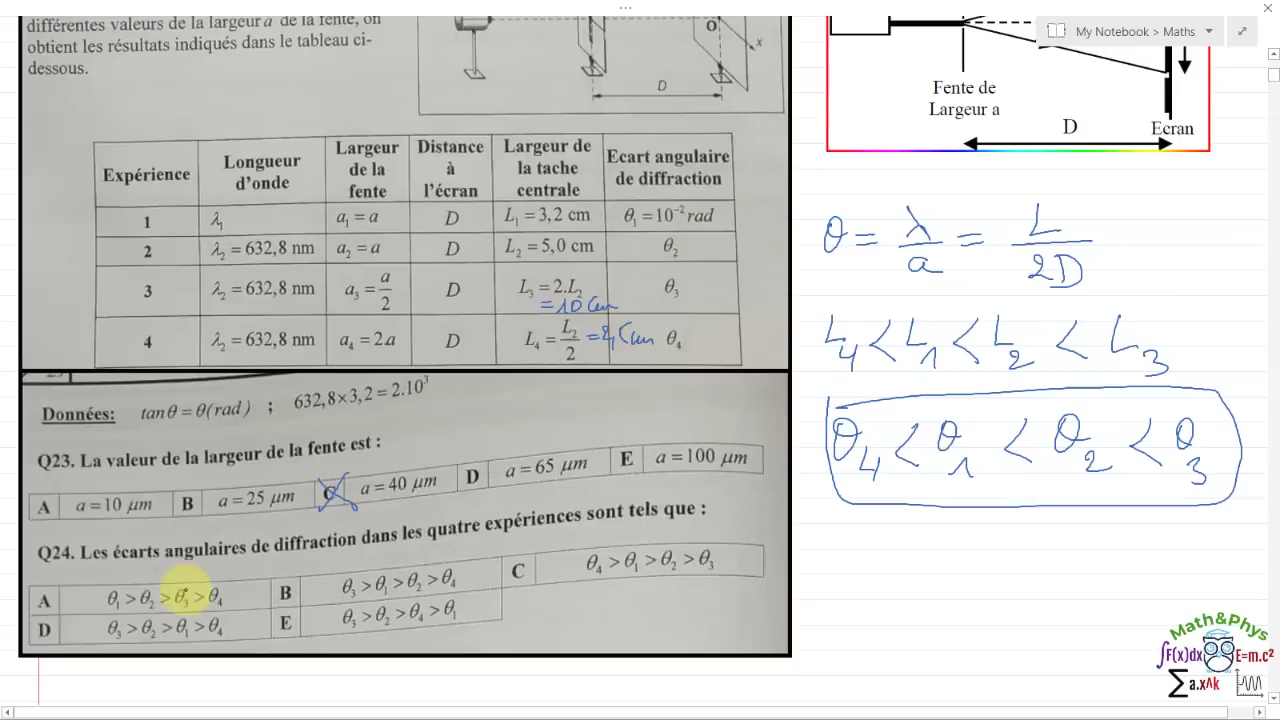 différentes valeurs de la largeur a de la fente, on
obtient les résultats indiqués dans le tableau ci-
dessous.
O
x
D
Expérience | Longueur d'onde | Largeur de la fente | Distance à l'écran | Largeur de la tache centrale | Ecart angulaire de diffraction
1 | λ₁ | a₁ = a | D | L₁ = 3,2 cm | θ₁ = 10⁻² rad
2 | λ₂ = 632,8 nm | a₂ = a | D | L₂ = 5,0 cm | θ₂
3 | λ₂ = 632,8 nm | a₃ = a/2 | D | L₃ = 2.L₂ = 10 cm | θ₃
4 | λ₂ = 632,8 nm | a₄ = 2.a | D | L₄ = L₂/2 = | θ₄
Données: tan θ = θ(rad) ; 632,8 × 3,2 = 2.10³
Q23. La valeur de la largeur de la fente est :
A a = 10 μm B a = 25 μm C a = 40 μm D a = 65 μm E a = 100 μm
Q24. Les écarts angulaires de diffraction dans les quatre expériences sont tels que :
A θ₁ > θ₂ > θ₃ > θ₄ B θ₃ > θ₁ > θ₂ > θ₄ C θ₄ > θ₁ > θ₂ > θ₃
D θ₃ > θ₂ > θ₁ > θ₄ E θ₃ > θ₂ > θ₄ > θ₁
My Notebook > Maths
Fente de
Largeur a
D
Ecran
θ = λ/a = L/2D
L₄ < L₁ < L₂ < L₃
θ₄ < θ₁ < θ₂ < θ₃
Math&Phys
∫F(x)dx E=m.c²
∑ a.x∧k